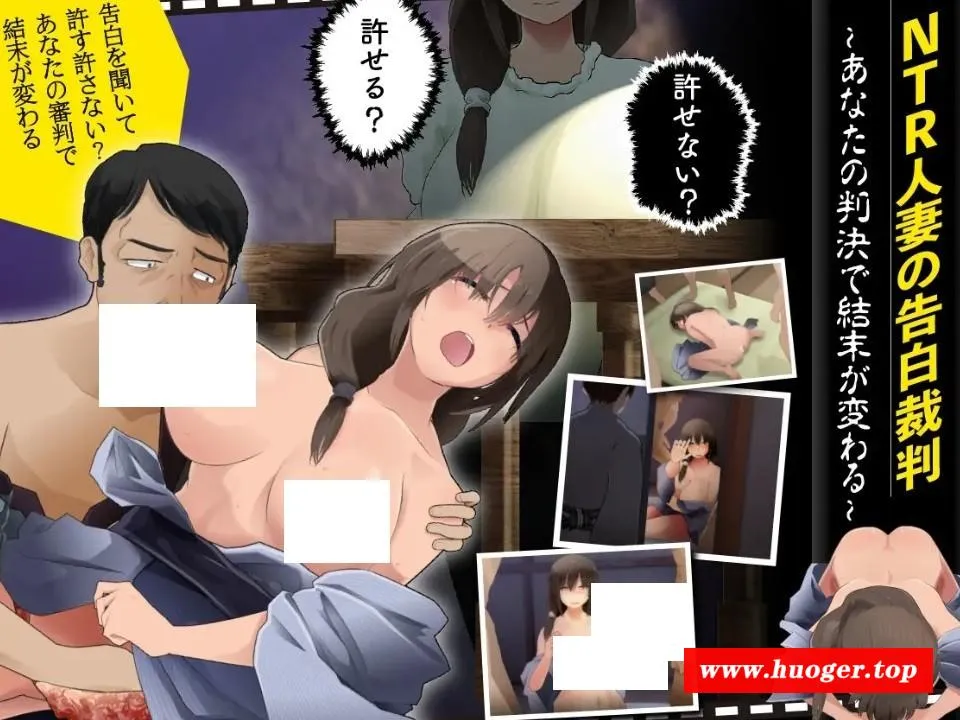 NTR人妻の告白裁判
~あなたの判決で結末が変わる~
許せない?
許せる?
告白を聞いて
許す許さない?
あなたの審判で
結末が変わる
www.huoger.top